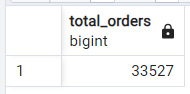 total_orders
bigint
1 33527